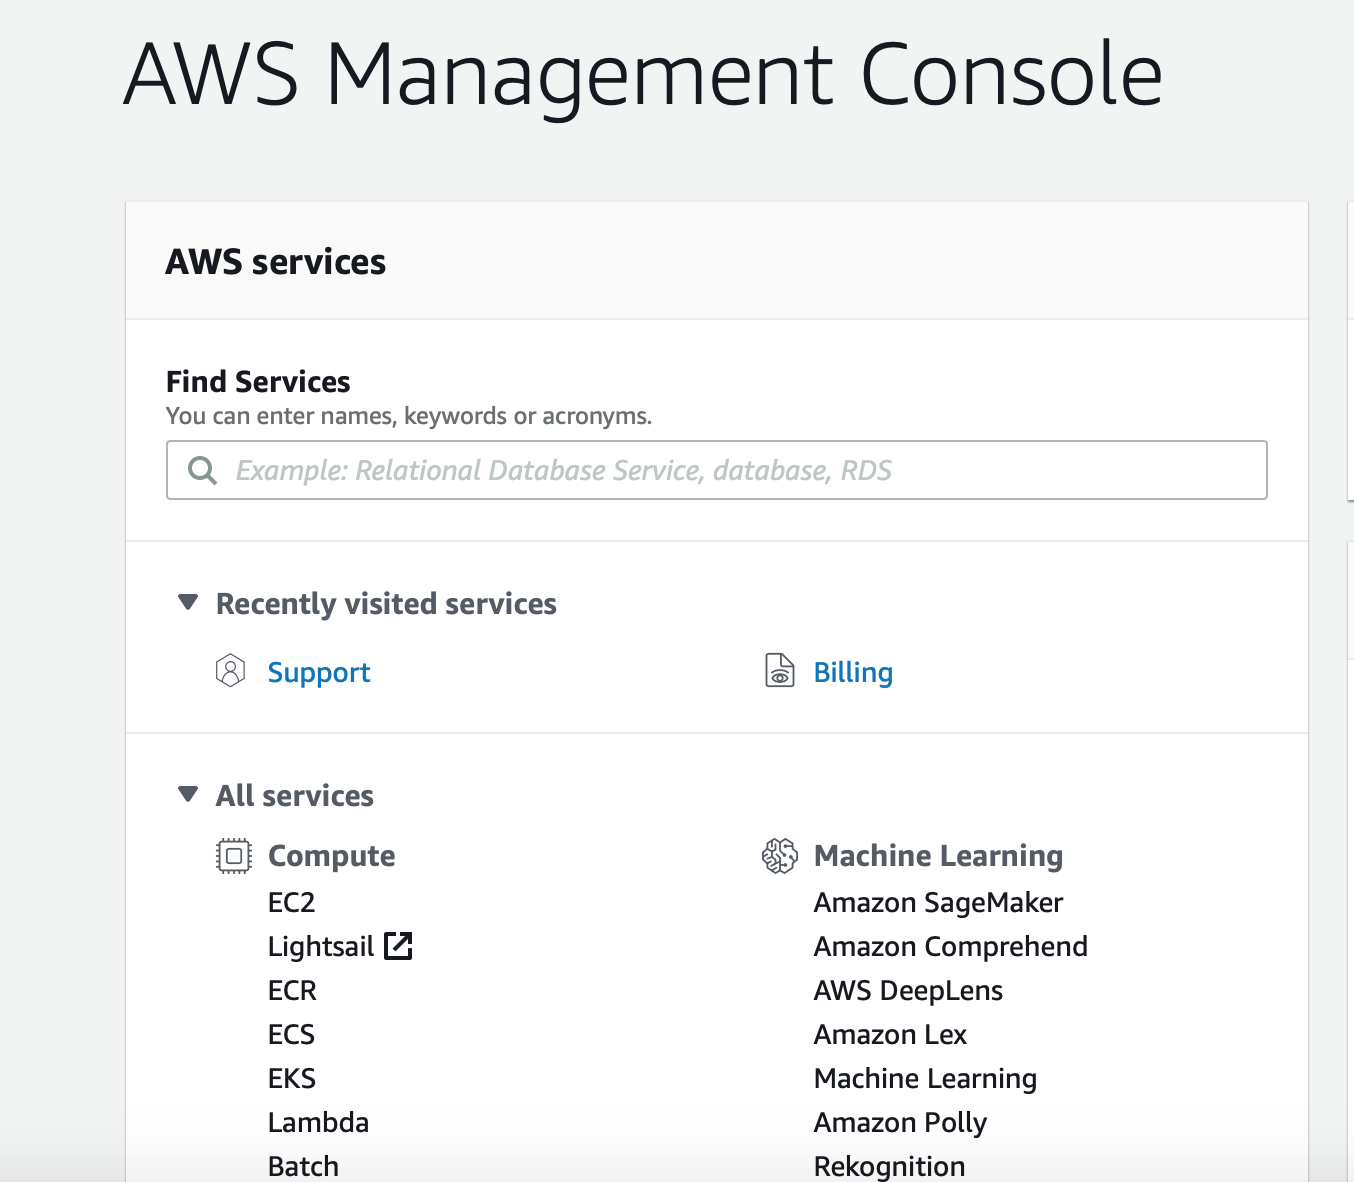 AWS Management Console
AWS services
Find Services
You can enter names, keywords or acronyms.
Example: Relational Database Service, database, RDS
Recently visited services
Support
Billing
All services
Compute
EC2
Lightsail
ECR
ECS
EKS
Lambda
Batch
Machine Learning
Amazon SageMaker
Amazon Comprehend
AWS DeepLens
Amazon Lex
Machine Learning
Amazon Polly
Rekognition